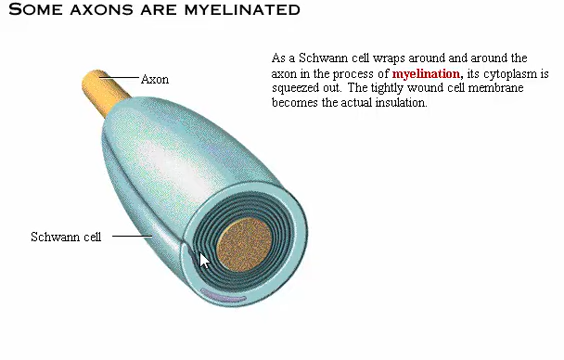 SOME AXONS ARE MYELINATED
As a Schwann cell wraps around and around the
axon in the process of myelination, its cytoplasm is
squeezed out. The tightly wound cell membrane
becomes the actual insulation.
Axon
Schwann cell